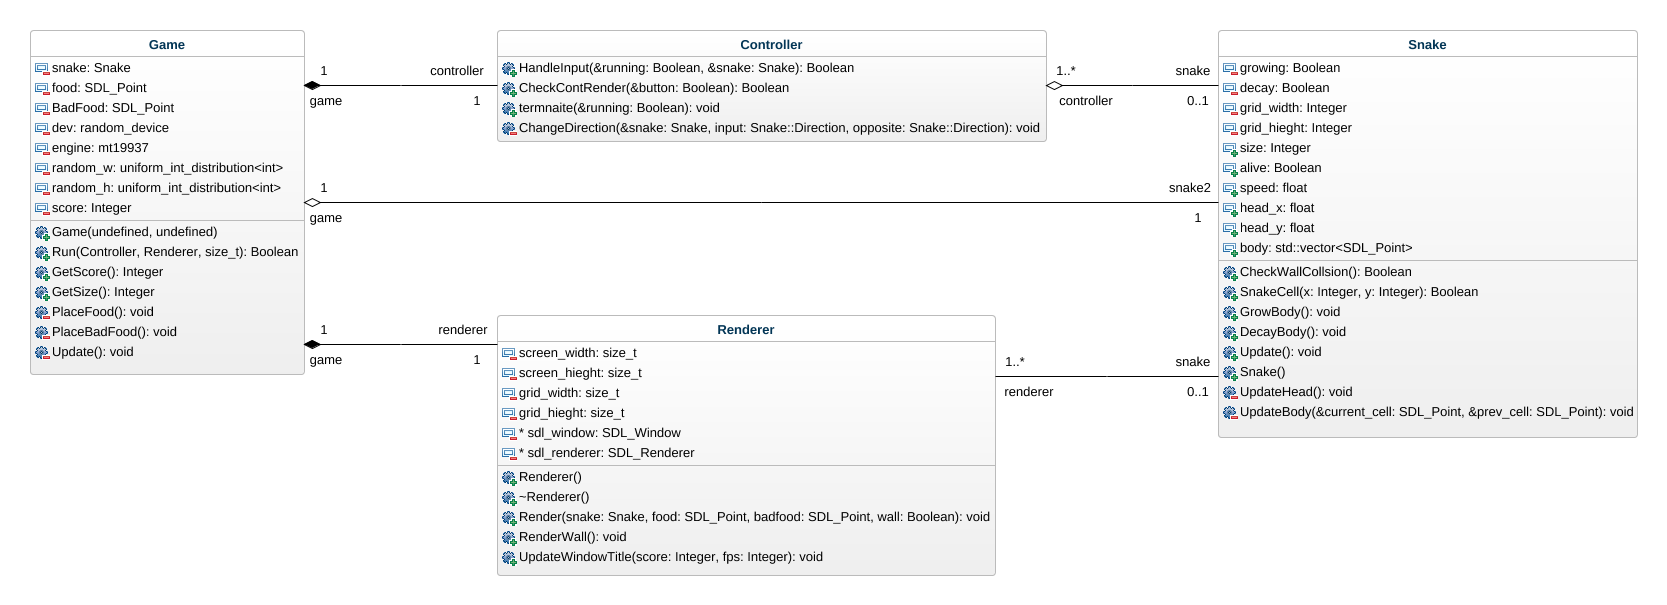 Game
snake: Snake
food: SDL_Point
BadFood: SDL_Point
dev: random_device
engine: mt19937
random_w: uniform_int_distribution<int>
random_h: uniform_int_distribution<int>
score: Integer
Game(undefined, undefined)
Run(Controller, Renderer, size_t): Boolean
GetScore(): Integer
GetSize(): Integer
PlaceFood(): void
PlaceBadFood(): void
Update(): void
1
controller
game
1
1
snake2
game
1
1
renderer
game
1
Controller
HandleInput(&running: Boolean, &snake: Snake): Boolean
CheckContRender(&button: Boolean): Boolean
termnaite(&running: Boolean): void
ChangeDirection(&snake: Snake, input: Snake::Direction, opposite: Snake::Direction): void
1..*
snake
controller
0..1
Renderer
screen_width: size_t
screen_hieght: size_t
grid_width: size_t
grid_hieght: size_t
* sdl_window: SDL_Window
* sdl_renderer: SDL_Renderer
Renderer()
~Renderer()
Render(snake: Snake, food: SDL_Point, badfood: SDL_Point, wall: Boolean): void
RenderWall(): void
UpdateWindowTitle(score: Integer, fps: Integer): void
1..*
snake
renderer
0..1
Snake
growing: Boolean
decay: Boolean
grid_width: Integer
grid_hieght: Integer
size: Integer
alive: Boolean
speed: float
head_x: float
head_y: float
body: std::vector<SDL_Point>
CheckWallCollsion(): Boolean
SnakeCell(x: Integer, y: Integer): Boolean
GrowBody(): void
DecayBody(): void
Update(): void
Snake()
UpdateHead(): void
UpdateBody(&current_cell: SDL_Point, &prev_cell: SDL_Point): void